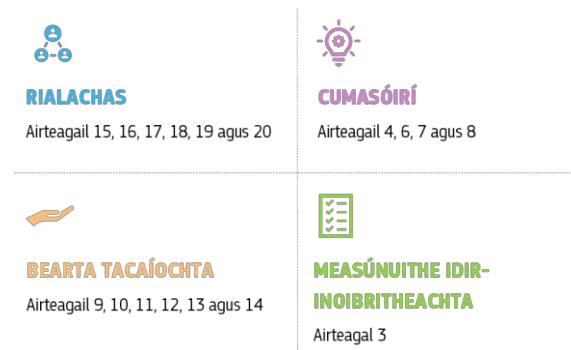 RIALACHAS
Airteagail 15, 16, 17, 18, 19 agus 20
CUMASÓIRÍ
Airteagail 4, 6, 7 agus 8
BEARTA TACAÍOCHTA
Airteagail 9, 10, 11, 12, 13 agus 14
MEASÚNUITHE IDIR-
INOIBRITHEACHTA
Airteagal 3